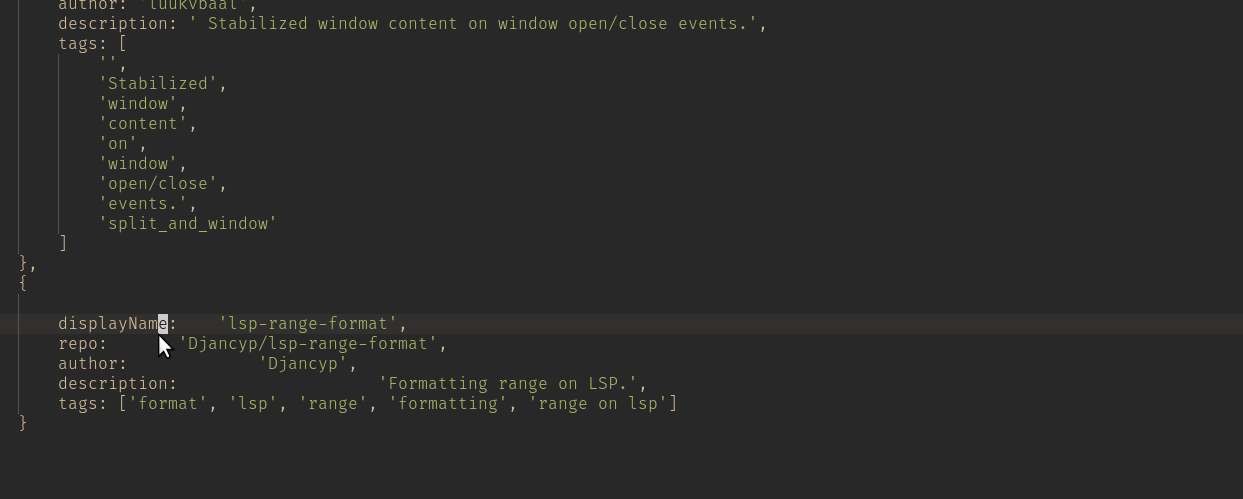 author: 'luukvbaal',
description: ' Stabilized window content on window open/close events.',
tags: [
'',
'Stabilized',
'window',
'content',
'on',
'window',
'open/close',
'events.',
'split_and_window'
]
},
{
displayName:    'lsp-range-format',
repo:       'Djancyp/lsp-range-format',
author:             'Djancyp',
description:                    'Formatting range on LSP.',
tags: ['format', 'lsp', 'range', 'formatting', 'range on lsp']
}